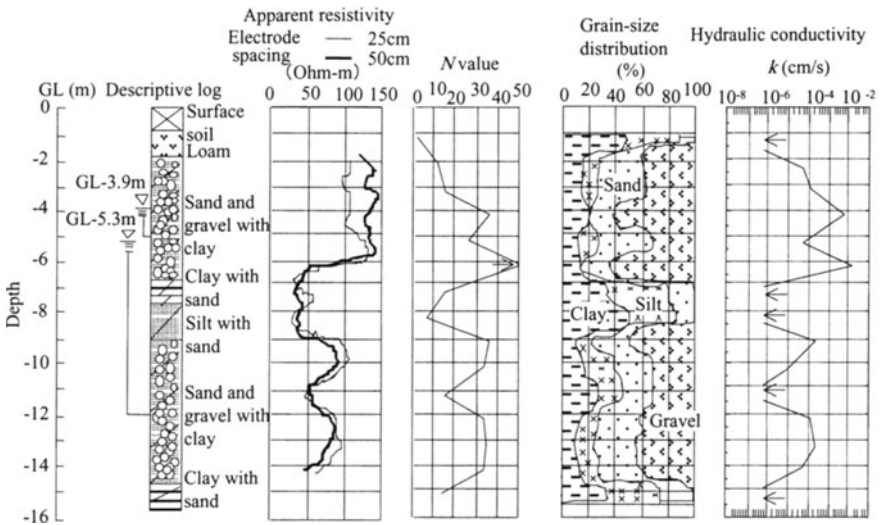 Apparent resistivity
Electrode spacing
25cm
50cm
(Ohm-m)
N value
Grain-size distribution (%)
Hydraulic conductivity
k (cm/s)
GL (m) Descriptive log
0 50 100 150
0 10 20 30 40 50
0 20 40 60 80 100
10-8 10-6 10-4 10-2
0
-2
-4
-6
-8
-10
-12
-14
-16
Depth
GL-3.9m
GL-5.3m
Surface
soil
Loam
Sand and
gravel with
clay
Clay with
sand
Silt with
sand
Sand and
gravel with
clay
Clay with
sand
Sand
Clay
Silt
Gravel